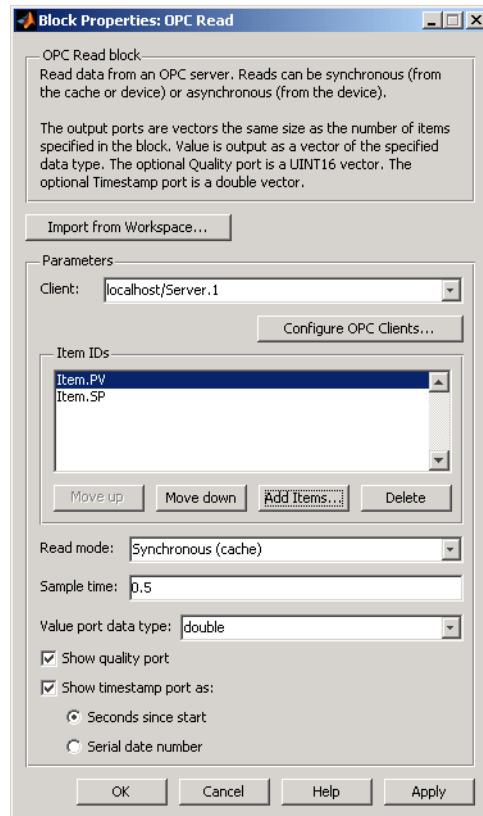 Block Properties: OPC Read
OPC Read block
Read data from an OPC server. Reads can be synchronous (from
the cache or device) or asynchronous (from the device).
The output ports are vectors the same size as the number of items
specified in the block. Value is output as a vector of the specified
data type. The optional Quality port is a UINT16 vector. The
optional Timestamp port is a double vector.
Import from Workspace...
Parameters
Client: localhost/Server.1
Configure OPC Clients...
Item IDs
Item.PV
Item.SP
Move up Move down Add Items... Delete
Read mode: Synchronous (cache)
Sample time: 0.5
Value port data type: double
Show quality port
Show timestamp port as:
Seconds since start
Serial date number
OK Cancel Help Apply